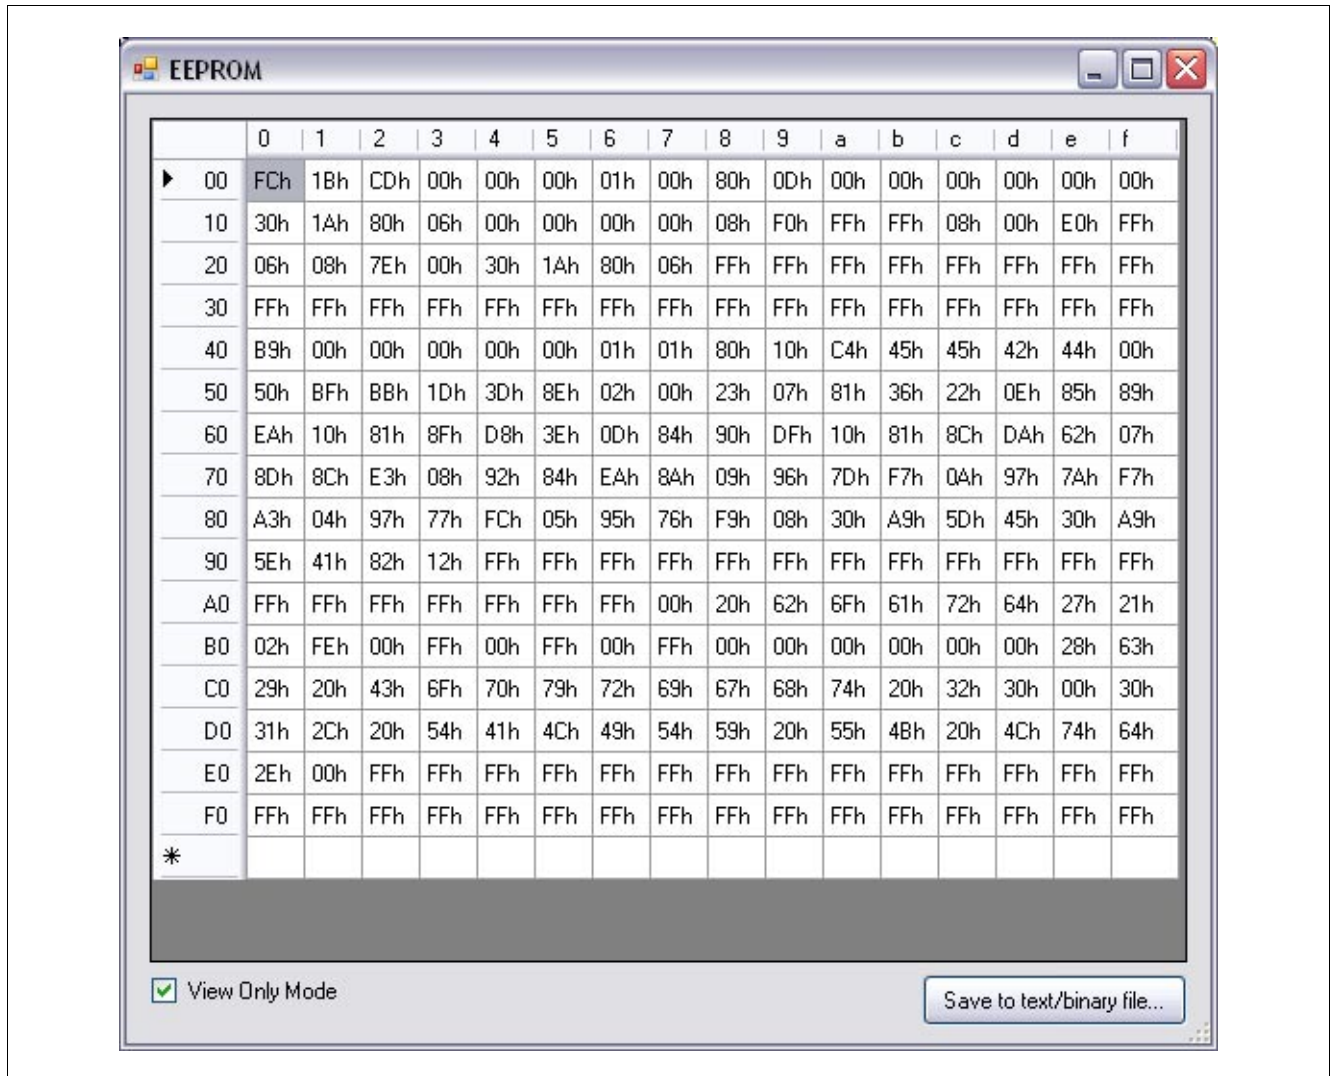 EEPROM
0 1 2 3 4 5 6 7 8 9 a b c d e f
00 FCh 1Bh CDh 00h 00h 00h 01h 00h 80h 0Dh 00h 00h 00h 00h 00h 00h
10 30h 1Ah 80h 06h 00h 00h 00h 00h 08h F0h FFh FFh 08h 00h E0h FFh
20 06h 08h 7Eh 00h 30h 1Ah 80h 06h FFh FFh FFh FFh FFh FFh FFh FFh
30 FFh FFh FFh FFh FFh FFh FFh FFh FFh FFh FFh FFh FFh FFh FFh FFh
40 B9h 00h 00h 00h 00h 00h 01h 01h 80h 10h C4h 45h 45h 42h 44h 00h
50 50h BFh BBh 1Dh 3Dh 8Eh 02h 00h 23h 07h 81h 36h 22h 0Eh 85h 89h
60 EAh 10h 81h 8Fh D8h 3Eh 0Dh 84h 90h DFh 10h 81h 8Ch DAh 62h 07h
70 8Dh 8Ch E3h 08h 92h 84h EAh 8Ah 09h 96h 7Dh F7h 0Ah 97h 7Ah F7h
80 A3h 04h 97h 77h FCh 05h 95h 76h F9h 08h 30h A9h 5Dh 45h 30h A9h
90 5Eh 41h 82h 12h FFh FFh FFh FFh FFh FFh FFh FFh FFh FFh FFh FFh
A0 FFh FFh FFh FFh FFh FFh FFh 00h 20h 62h 6Fh 61h 72h 64h 27h 21h
B0 02h FEh 00h FFh 00h FFh 00h FFh 00h 00h 00h 00h 00h 00h 28h 63h
C0 29h 20h 43h 6Fh 70h 79h 72h 69h 67h 68h 74h 20h 32h 30h 00h 30h
D0 31h 2Ch 20h 54h 41h 4Ch 49h 54h 59h 20h 55h 4Bh 20h 4Ch 74h 64h
E0 2Eh 00h FFh FFh FFh FFh FFh FFh FFh FFh FFh FFh FFh FFh FFh FFh
F0 FFh FFh FFh FFh FFh FFh FFh FFh FFh FFh FFh FFh FFh FFh FFh FFh
View Only Mode
Save to text/binary file...